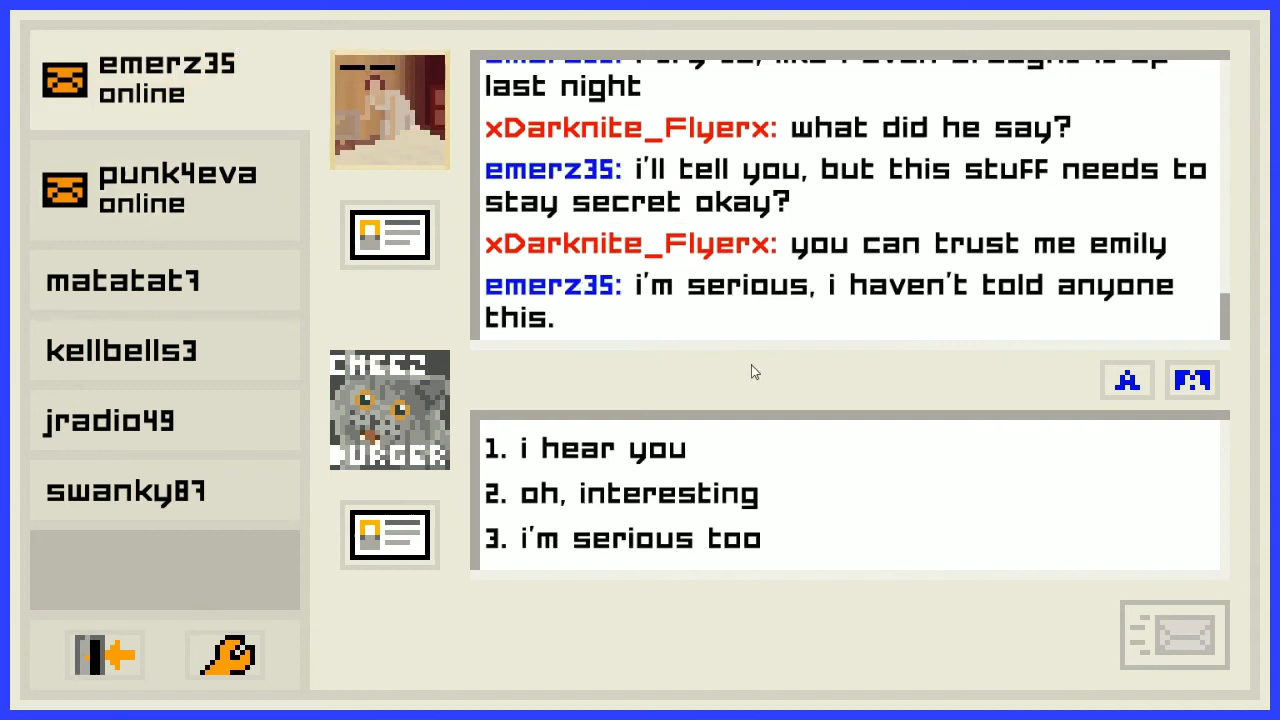 emerz35
online
punk4eva
online
matatat7
kellbells3
jradio49
swanky87
last night
xDarknite_Flyerx: what did he say?
emerz35: i'll tell you, but this stuff needs to
stay secret okay?
xDarknite_Flyerx: you can trust me emily
emerz35: i'm serious, i haven't told anyone
this.
A
CHEEZ
BURGER
1. i hear you
2. oh, interesting
3. i'm serious too